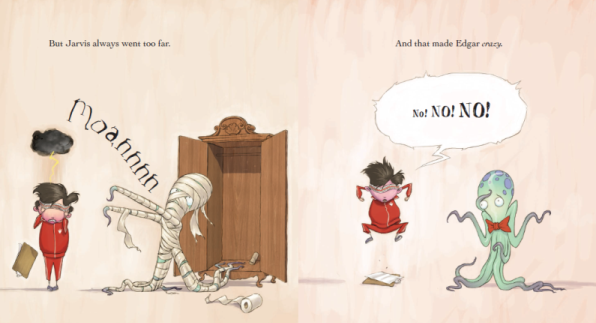 But Jarvis always went too far.
Moahhhh
And that made Edgar crazy.
No! NO! NO!